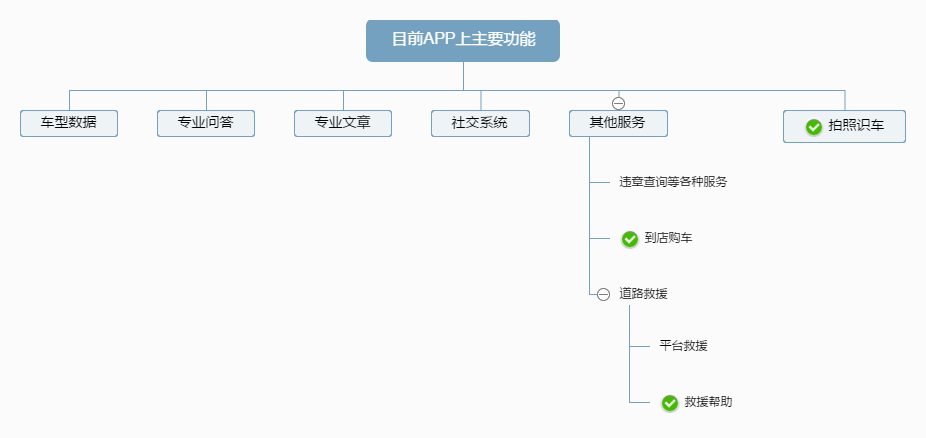 目前APP上主要功能
车型数据
专业问答
专业文章
社交系统
其他服务
拍照识车
违章查询等各种服务
到店购车
道路救援
平台救援
救援帮助